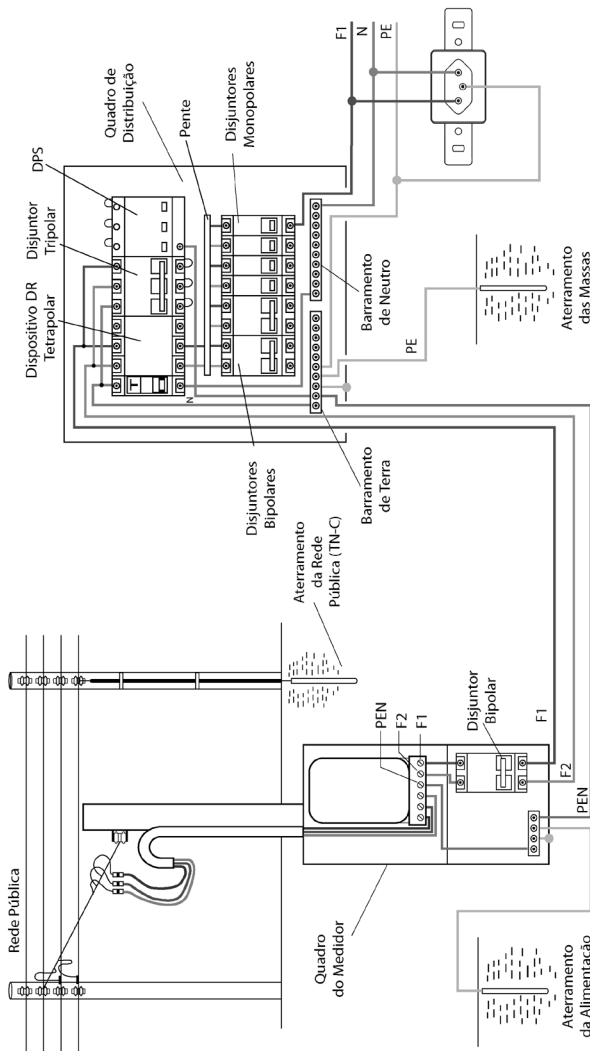 Rede Pública
Quadro
do Medidor
Aterramento
da Alimentação
PEN
F2
F1
Disjuntor
Bipolar
PEN
F2
F1
Aterramento
da Rede
Pública (TN-C)
Dispositivo DR
Tetrapolar
Disjuntor
Tripolar
DPS
Quadro de
Distribuição
Pente
Disjuntores
Monopolares
Disjuntores
Bipolares
T
N
Barramento
de Terra
Barramento
de Neutro
PE
Aterramento
das Massas
F1
N
PE